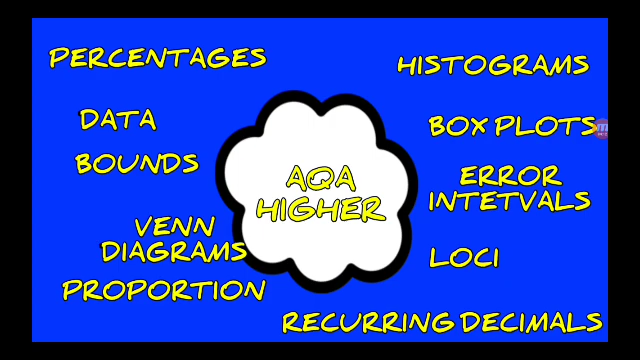 PERCENTAGES
DATA
BOUNDS
VENN
DIAGRAMS
PROPORTION
AQA
HIGHER
HISTOGRAMS
BOX PLOTS
ERROR
INTETVALS
LOCI
RECURRING DECIMALS